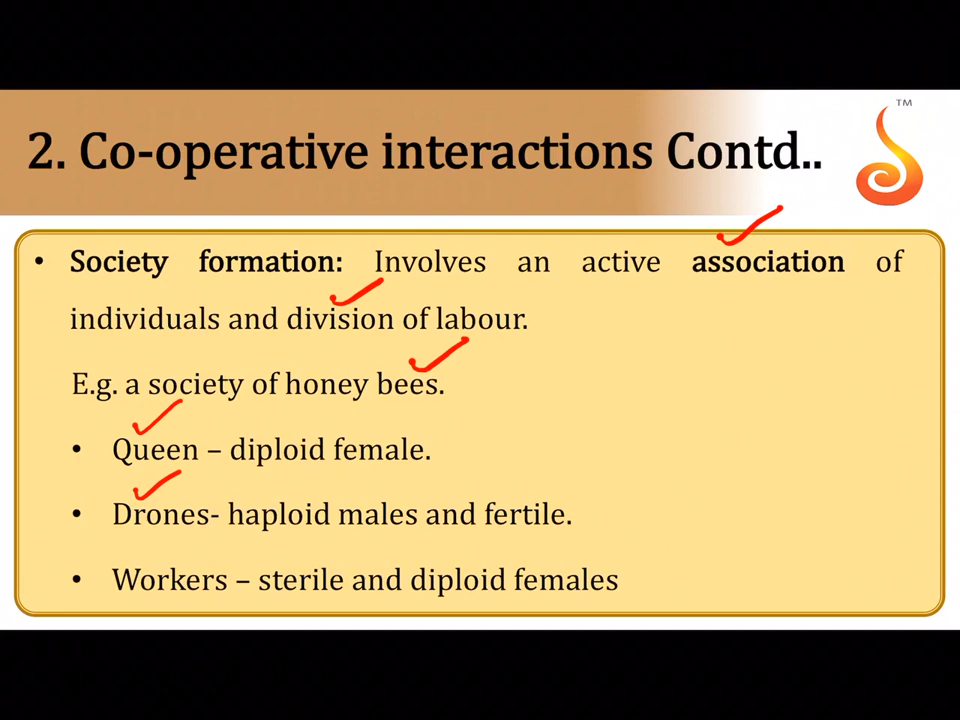 2. Co-operative interactions Contd..
TM
• Society formation: Involves an active association of
individuals and division of labour.
E.g. a society of honey bees.
• Queen – diploid female.
• Drones- haploid males and fertile.
• Workers – sterile and diploid females